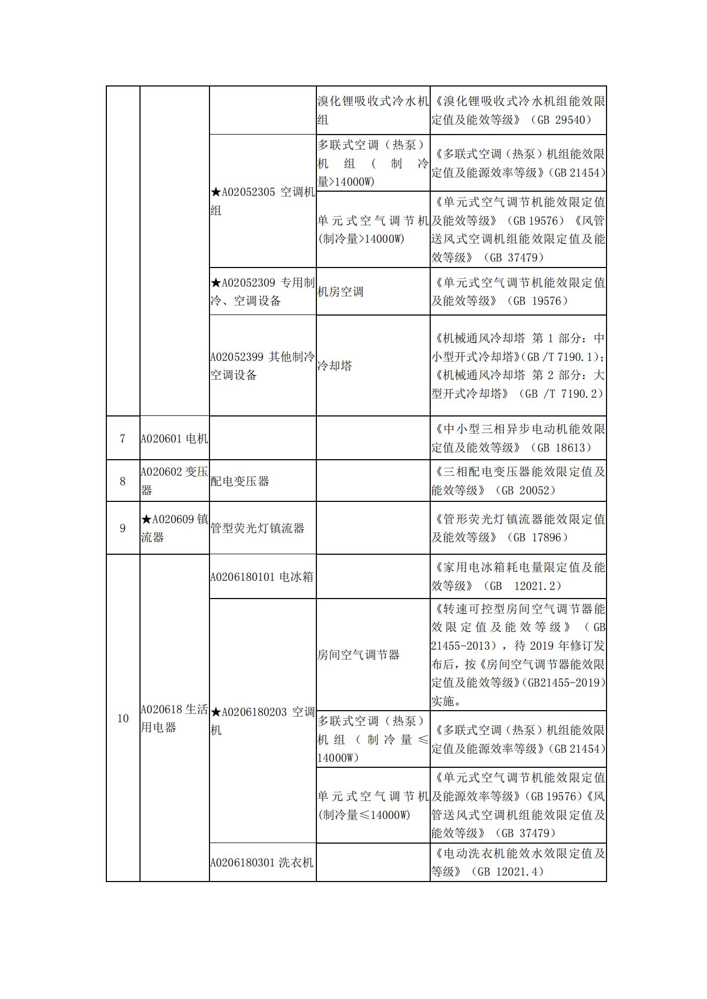 溴化锂吸收式冷水机
组
《溴化锂吸收式冷水机组能效限
定值及能效等级》（GB 29540）
★A02052305 空调机
组
多联式空调（热泵）
机组(制冷
量>14000W)
《多联式空调（热泵）机组能效限
定值及能源效率等级》（GB 21454）
单元式空气调节机
(制冷量>14000W)
《单元式空气调节机能效限定值
及能效等级》（GB 19576）《风管
送风式空调机组能效限定值及能
效等级》（GB 37479）
★A02052309 专用制
冷、空调设备
机房空调
《单元式空气调节机能效限定值
及能效等级》（GB 19576）
A02052399 其他制冷
空调设备
冷却塔
《机械通风冷却塔 第 1 部分：中
小型开式冷却塔》（GB /T 7190.1）；
《机械通风冷却塔 第 2 部分：大
型开式冷却塔》（GB /T 7190.2）
7
A020601 电机
《中小型三相异步电动机能效限
定值及能效等级》（GB 18613）
8
A020602 变压
器
配电变压器
《三相配电变压器能效限定值及
能效等级》（GB 20052）
9
★A020609 镇
流器
管型荧光灯镇流器
《管形荧光灯镇流器能效限定值
及能效等级》（GB 17896）
10
A020618 生活
用电器
A0206180101 电冰箱
《家用电冰箱耗电量限定值及能
效等级》（GB 12021.2）
★A0206180203 空调
机
房间空气调节器
《转速可控型房间空气调节器能
效限定值及能效等级》（GB
21455-2013），待 2019 年修订发
布后，按《房间空气调节器能效限
定值及能效等级》（GB21455-2019）
实施。
多联式空调（热泵）
机组（制冷量≤
14000W）
《多联式空调（热泵）机组能效限
定值及能源效率等级》（GB 21454）
单元式空气调节机
(制冷量≤14000W)
《单元式空气调节机能效限定值
及能源效率等级》（GB 19576）《风
管送风式空调机组能效限定值及
能效等级》（GB 37479）
A0206180301 洗衣机
《电动洗衣机能效水效限定值及
等级》（GB 12021.4）